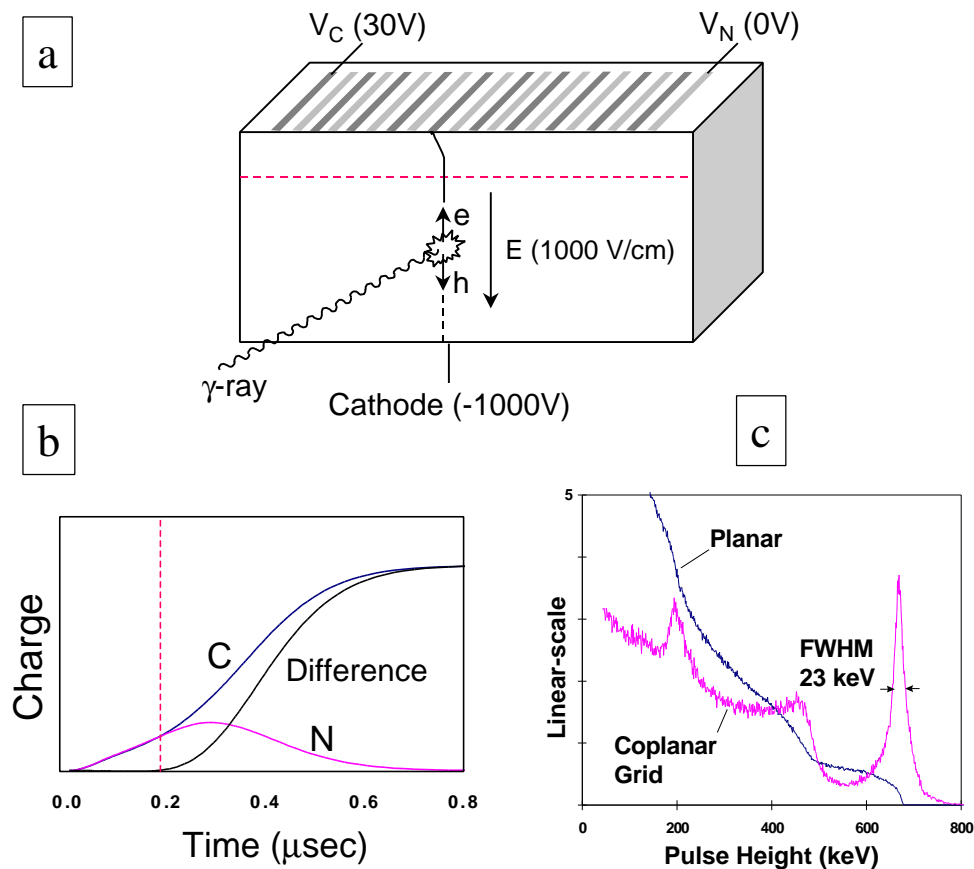 a
V_C (30V)
V_N (0V)
e
h
E (1000 V/cm)
γ-ray
Cathode (-1000V)
b
Charge
C
Difference
N
0.0 0.2 0.4 0.6 0.8
Time (μsec)
c
5
Planar
FWHM
23 keV
Coplanar
Grid
Linear-scale
0 200 400 600 800
Pulse Height (keV)